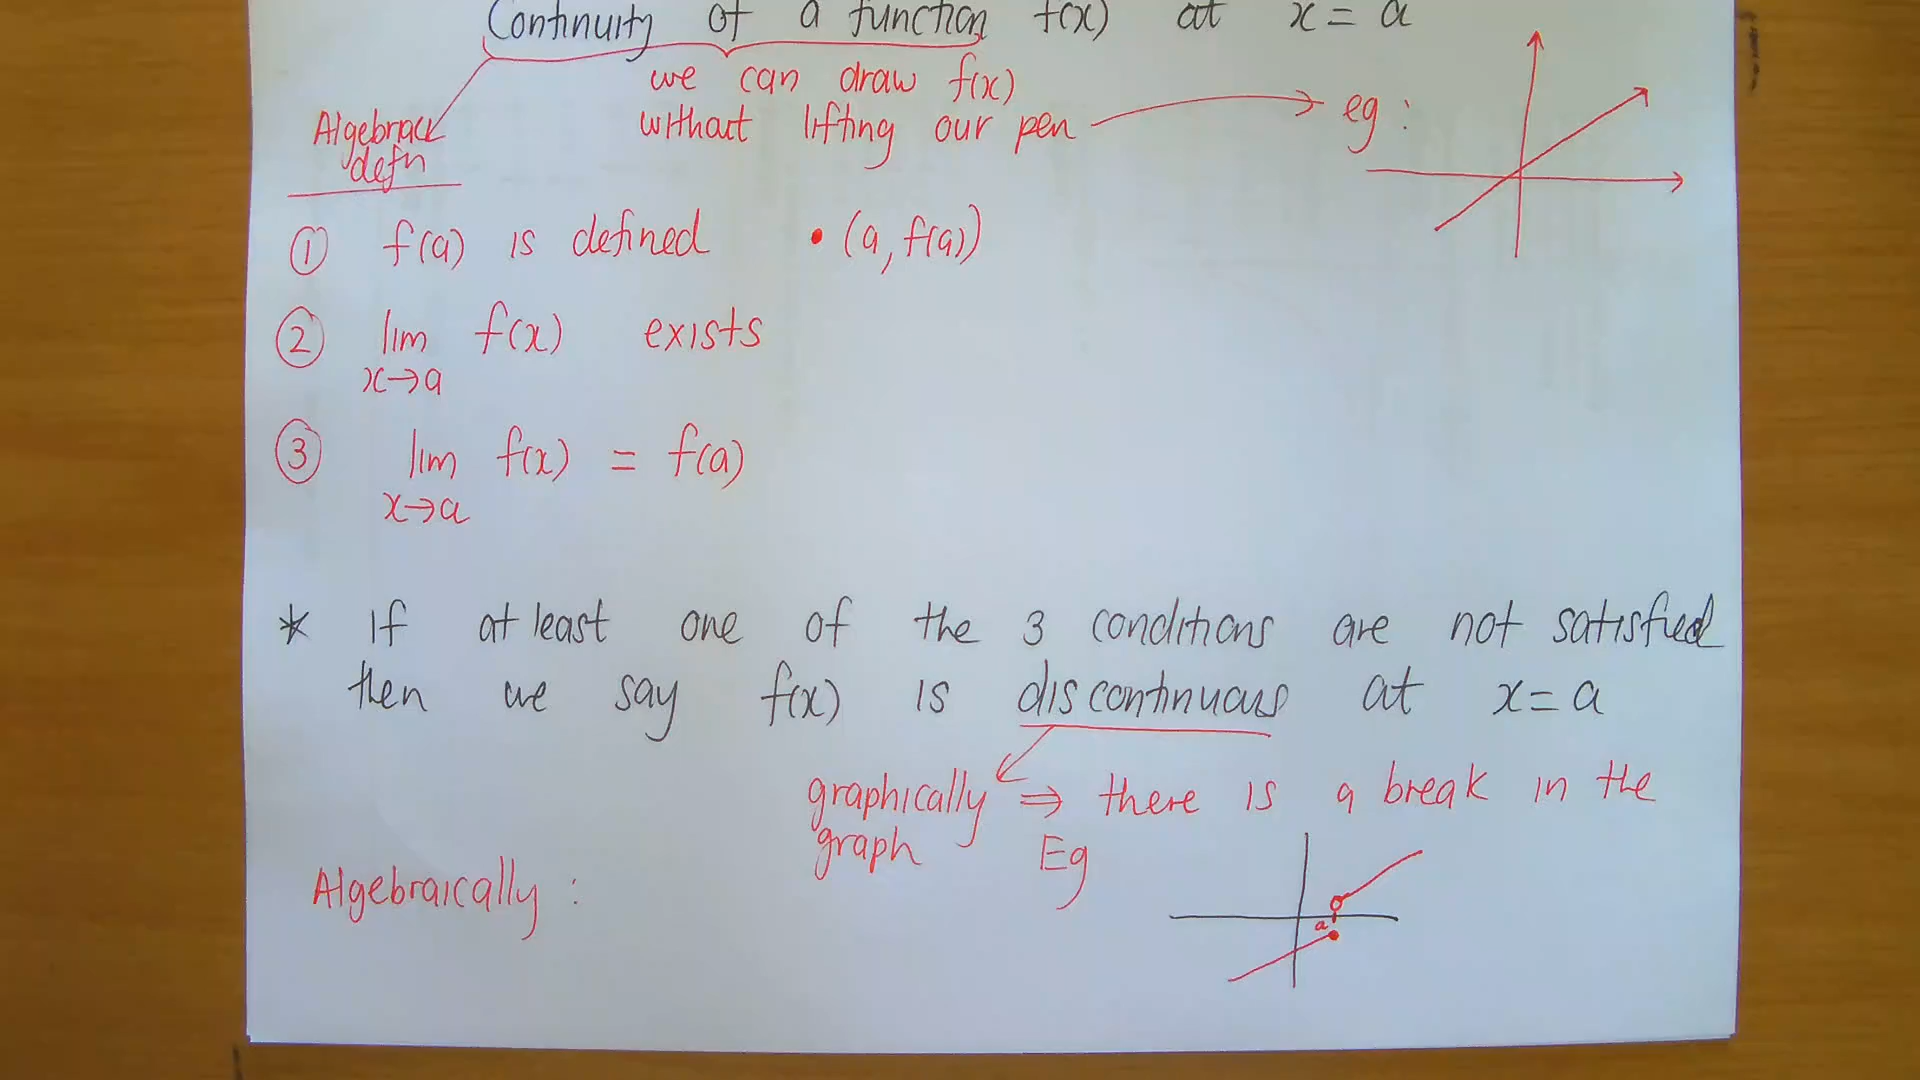 Continuity of a function f(x) at x = a
we can draw f(x)
without lifting our pen → eg :
Algebraic
defn
① f(a) is defined • (a, f(a))
② lim f(x) exists
x→a
③ lim f(x) = f(a)
x→a
* If at least one of the 3 conditions are not satisfied
then we say f(x) is discontinuous at x = a
graphically ⇒ there is a break in the
graph Eg
Algebraically :
a